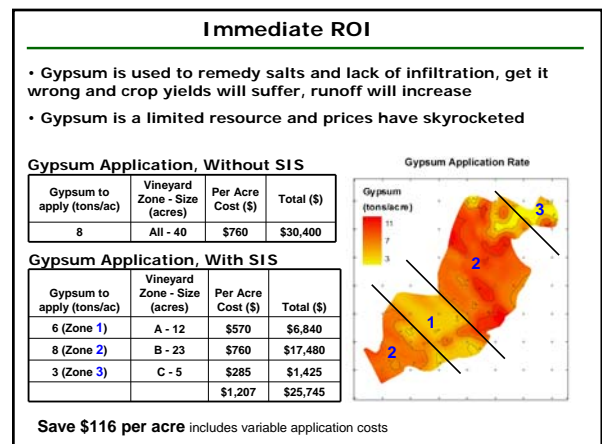 Immediate ROI
• Gypsum is used to remedy salts and lack of infiltration, get it
wrong and crop yields will suffer, runoff will increase
• Gypsum is a limited resource and prices have skyrocketed
Gypsum Application, Without SIS
Gypsum to apply (tons/ac) Vineyard Zone - Size (acres) Per Acre Cost ($) Total ($)
8 All - 40 $760 $30,400
Gypsum Application, With SIS
Gypsum to apply (tons/ac) Vineyard Zone - Size (acres) Per Acre Cost ($) Total ($)
6 (Zone 1) A - 12 $570 $6,840
8 (Zone 2) B - 23 $760 $17,480
3 (Zone 3) C - 5 $285 $1,425
$1,207 $25,745
Gypsum Application Rate
Gypsum
(tons/acre)
11
7
3
3
2
1
2
Save $116 per acre includes variable application costs